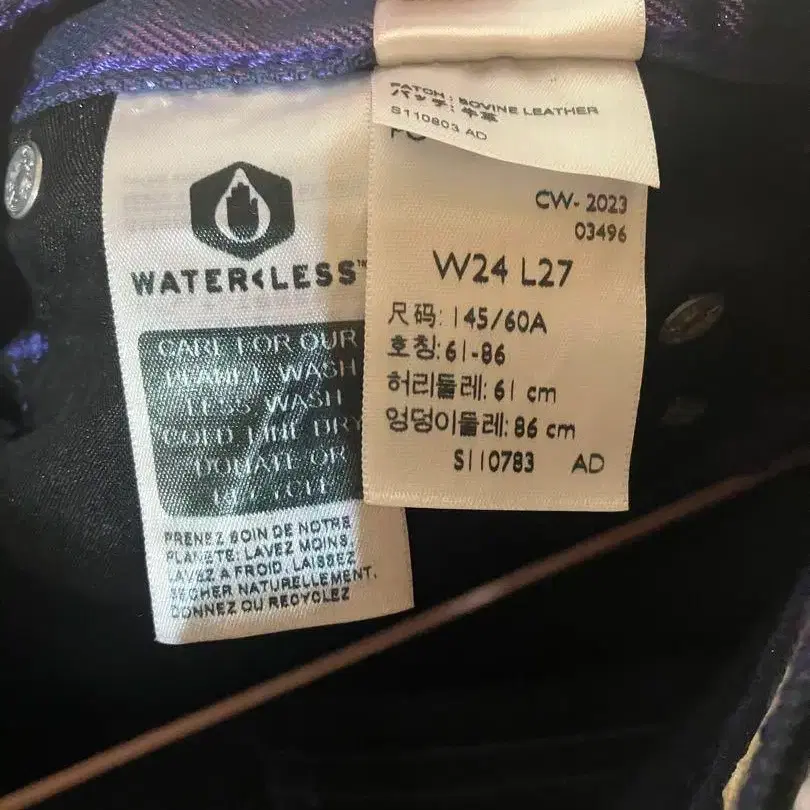 WATER<LESS™
CARE FOR OUR
PLANET: WASH
LESS, WASH
COLD, LINE DRY,
DONATE OR
RECYCLE
PRENEZ SOIN DE NOTRE
PLANÈTE: LAVEZ MOINS,
LAVEZ A FROID, LAISSEZ
SÉCHER NATURELLEMENT,
DONNEZ OU RECYCLEZ
PATCH: BOVINE LEATHER
パッチ: 牛革
S110803 AD
CW- 2023
03496
W24 L27
尺码: 145/60A
호칭: 61-86
허리둘레: 61 cm
엉덩이둘레: 86 cm
S110783 AD